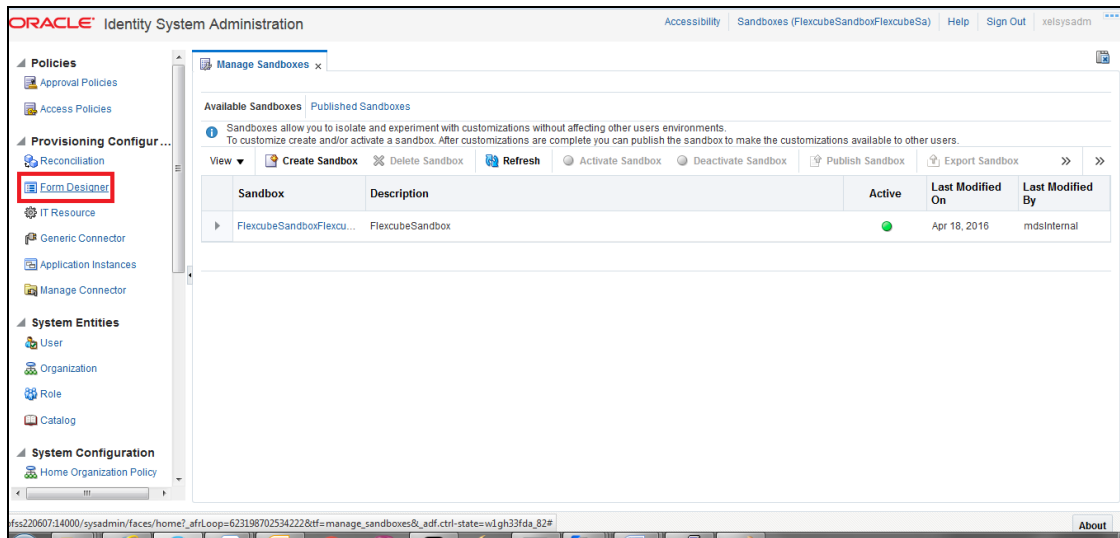 ORACLE® Identity System Administration
Accessibility Sandboxes (FlexcubeSandboxFlexcubeSa) Help Sign Out xelsysadm
Policies
Approval Policies
Access Policies
Provisioning Configur...
Reconciliation
Form Designer
IT Resource
Generic Connector
Application Instances
Manage Connector
System Entities
User
Organization
Role
Catalog
System Configuration
Home Organization Policy
Manage Sandboxes x
Available Sandboxes Published Sandboxes
Sandboxes allow you to isolate and experiment with customizations without affecting other users environments.
To customize create and/or activate a sandbox. After customizations are complete you can publish the sandbox to make the customizations available to other users.
View Create Sandbox Delete Sandbox Refresh Activate Sandbox Deactivate Sandbox Publish Sandbox Export Sandbox
Sandbox Description Active Last Modified On Last Modified By
FlexcubeSandboxFlexcu... FlexcubeSandbox Apr 18, 2016 mdsInternal
ofss220607:14000/sysadmin/faces/home?_afrLoop=623198702534222&tf=manage_sandboxes&_adf.ctrl-state=w1gh33fda_82#
About